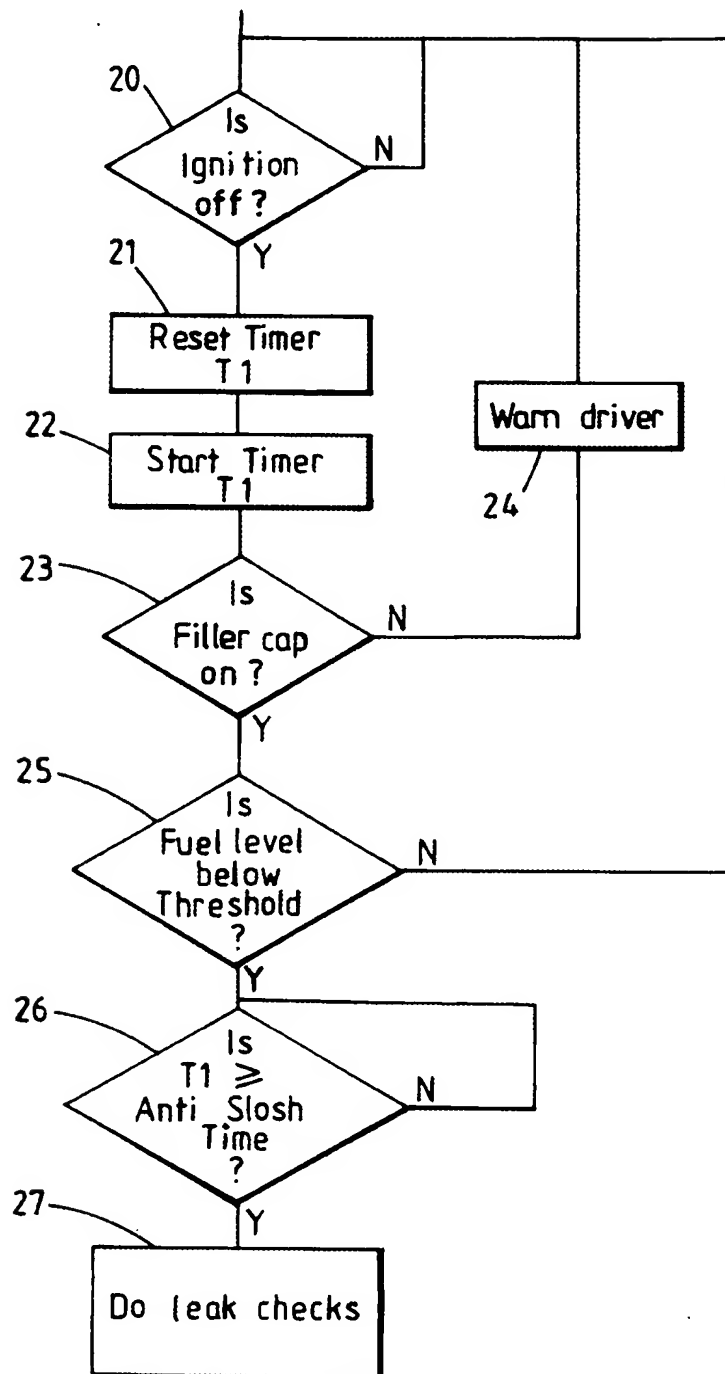 20
Is
Ignition
off ?
N
Y
21
Reset Timer
T1
22
Start Timer
T1
Warn driver
24
23
Is
Filler cap
on ?
N
Y
25
Is
Fuel level
below
Threshold
?
N
Y
26
Is
T1 ⩾
Anti Slosh
Time
?
N
Y
27
Do leak checks